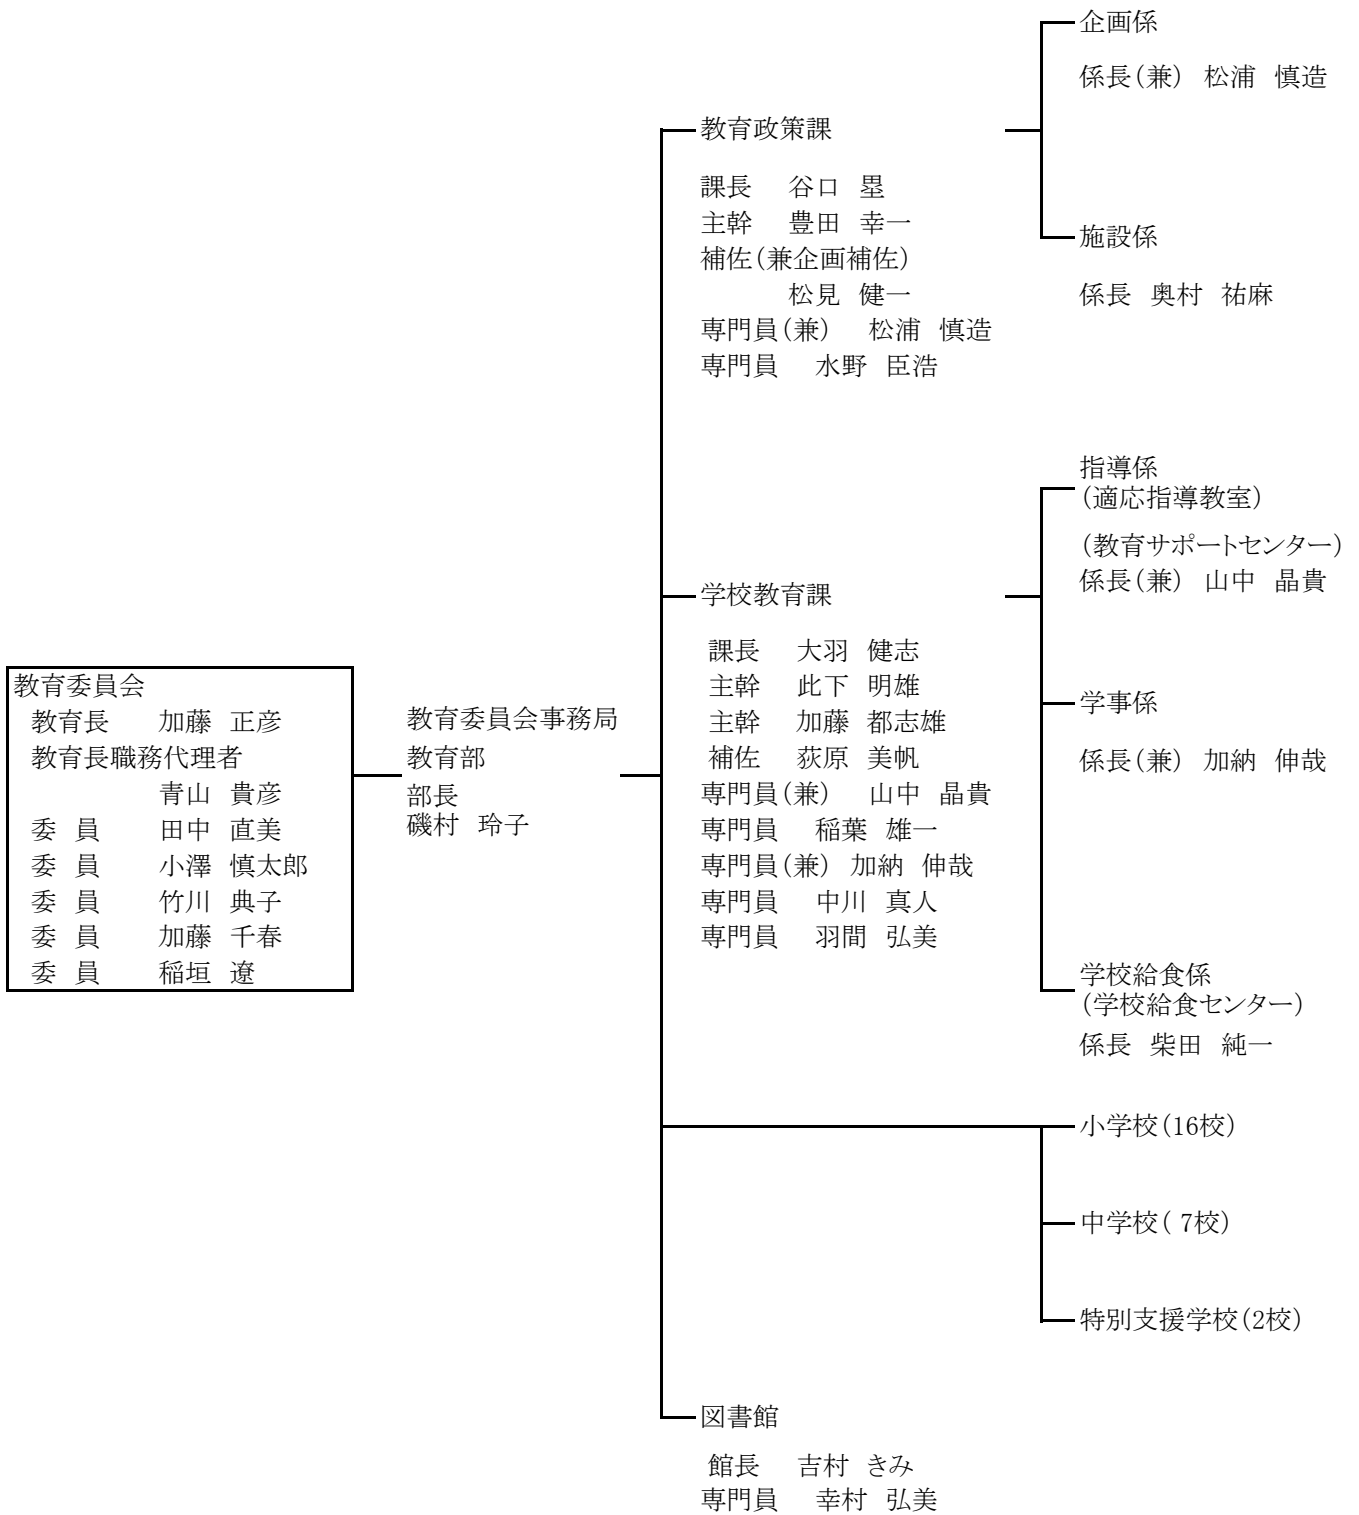 教育委員会
教育長 加藤 正彦
教育長職務代理者
青山 貴彦
委 員 田中 直美
委 員 小澤 慎太郎
委 員 竹川 典子
委 員 加藤 千春
委 員 稲垣 遼
教育委員会事務局
教育部
部長
磯村 玲子
教育政策課
課長 谷口 塁
主幹 豊田 幸一
補佐(兼企画補佐)
松見 健一
専門員(兼) 松浦 慎造
専門員 水野 臣浩
企画係
係長(兼) 松浦 慎造
施設係
係長 奥村 祐麻
学校教育課
課長 大羽 健志
主幹 此下 明雄
主幹 加藤 都志雄
補佐 荻原 美帆
専門員(兼) 山中 晶貴
専門員 稲葉 雄一
専門員(兼) 加納 伸哉
専門員 中川 真人
専門員 羽間 弘美
指導係
(適応指導教室)
(教育サポートセンター)
係長(兼) 山中 晶貴
学事係
係長(兼) 加納 伸哉
学校給食係
(学校給食センター)
係長 柴田 純一
小学校(16校)
中学校( 7校)
特別支援学校(2校)
図書館
館長 吉村 きみ
専門員 幸村 弘美